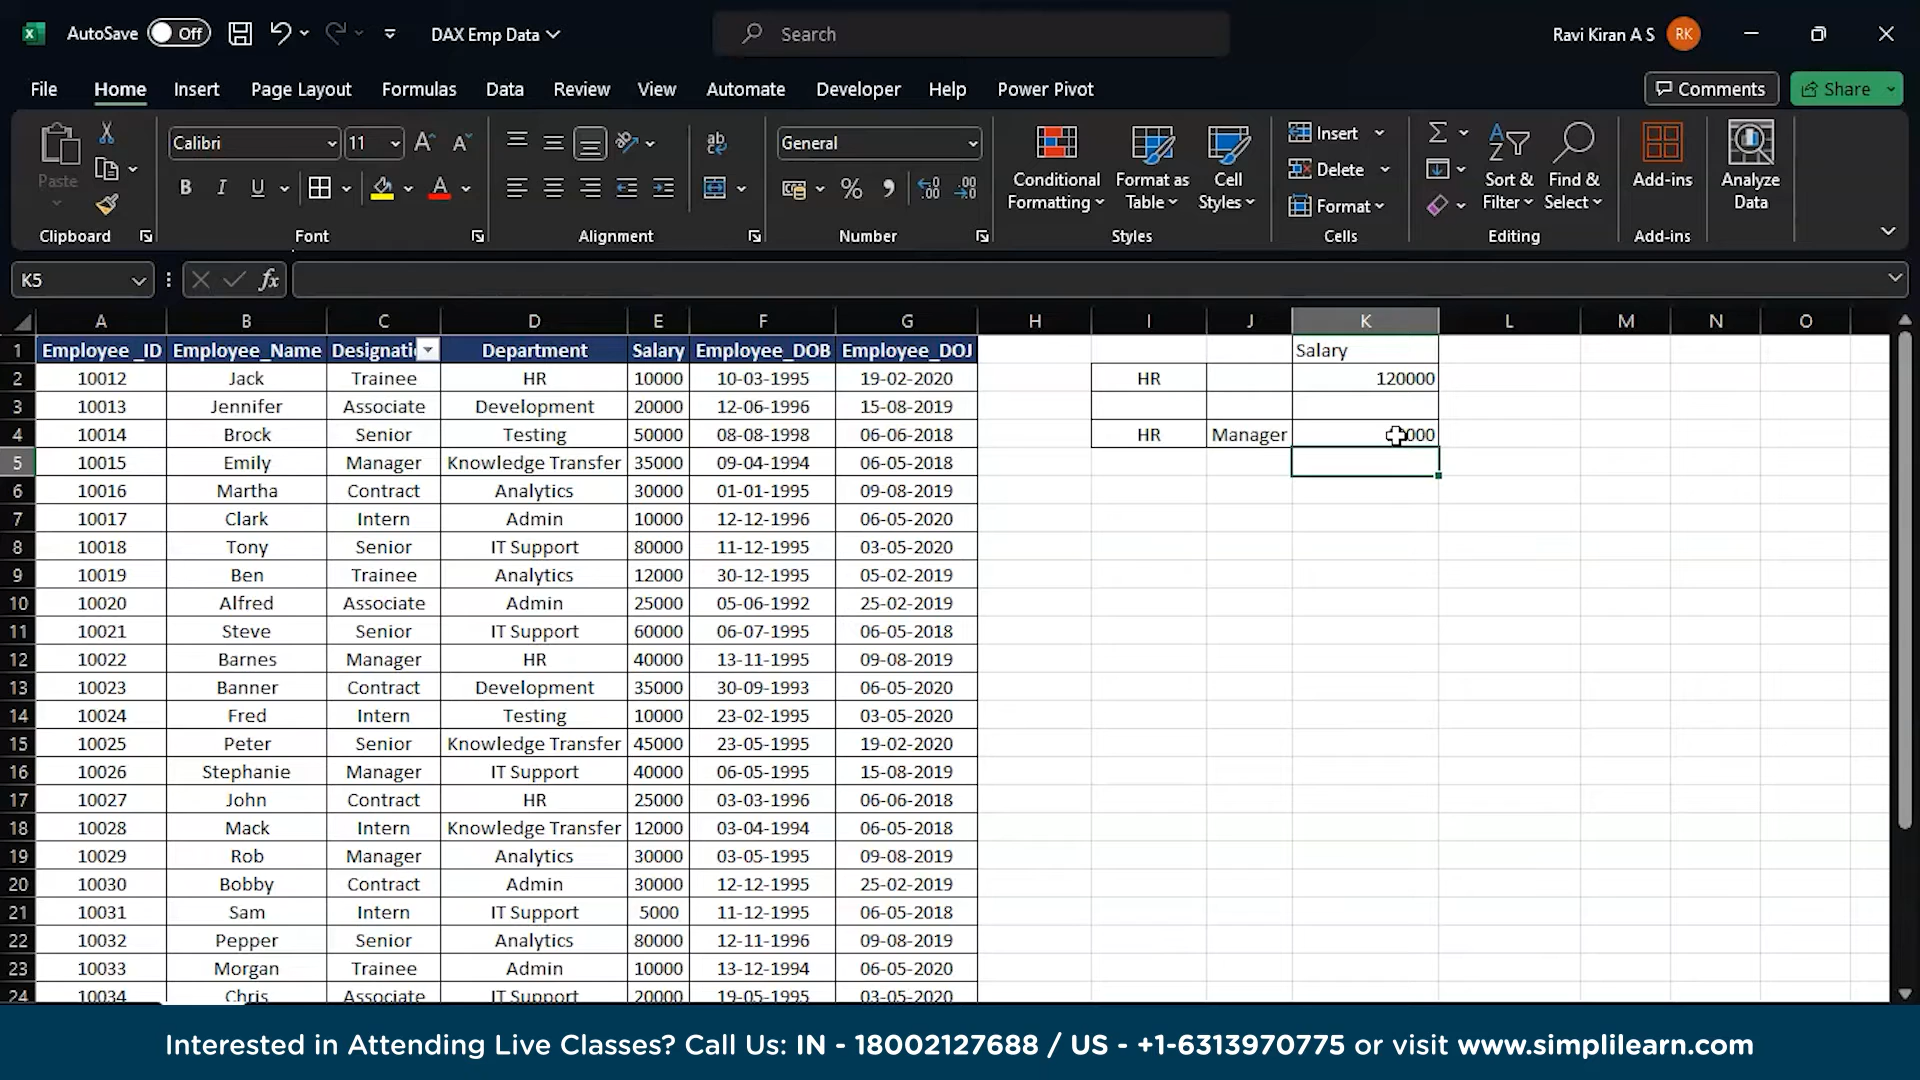 AutoSave Off DAX Emp Data Search Ravi Kiran A S RK
File Home Insert Page Layout Formulas Data Review View Automate Developer Help Power Pivot Comments Share
Paste Calibri 11 General Conditional Formatting Format as Table Cell Styles Insert Delete Format Sort & Filter Find & Select Add-ins Analyze Data
Clipboard Font Alignment Number Styles Cells Editing Add-ins
K5 fx
A B C D E F G H I J K L M N O
1 Employee _ID Employee_Name Designati Department Salary Employee_DOB Employee_DOJ Salary
2 10012 Jack Trainee HR 10000 10-03-1995 19-02-2020 HR 120000
3 10013 Jennifer Associate Development 20000 12-06-1996 15-08-2019
4 10014 Brock Senior Testing 50000 08-08-1998 06-06-2018 HR Manager
5 10015 Emily Manager Knowledge Transfer 35000 09-04-1994 06-05-2018
6 10016 Martha Contract Analytics 30000 01-01-1995 09-08-2019
7 10017 Clark Intern Admin 10000 12-12-1996 06-05-2020
8 10018 Tony Senior IT Support 80000 11-12-1995 03-05-2020
9 10019 Ben Trainee Analytics 12000 30-12-1995 05-02-2019
10 10020 Alfred Associate Admin 25000 05-06-1992 25-02-2019
11 10021 Steve Senior IT Support 60000 06-07-1995 06-05-2018
12 10022 Barnes Manager HR 40000 13-11-1995 09-08-2019
13 10023 Banner Contract Development 35000 30-09-1993 06-05-2020
14 10024 Fred Intern Testing 10000 23-02-1995 03-05-2020
15 10025 Peter Senior Knowledge Transfer 45000 23-05-1995 19-02-2020
16 10026 Stephanie Manager IT Support 40000 06-05-1995 15-08-2019
17 10027 John Contract HR 25000 03-03-1996 06-06-2018
18 10028 Mack Intern Knowledge Transfer 12000 03-04-1994 06-05-2018
19 10029 Rob Manager Analytics 30000 03-05-1995 09-08-2019
20 10030 Bobby Contract Admin 30000 12-12-1995 25-02-2019
21 10031 Sam Intern IT Support 5000 11-12-1995 06-05-2018
22 10032 Pepper Senior Analytics 80000 12-11-1996 09-08-2019
23 10033 Morgan Trainee Admin 10000 13-12-1994 06-05-2020
24 10034 Chris Associate IT Support 20000 19-05-1995 03-05-2020
Interested in Attending Live Classes? Call Us: IN - 18002127688 / US - +1-6313970775 or visit www.simplilearn.com